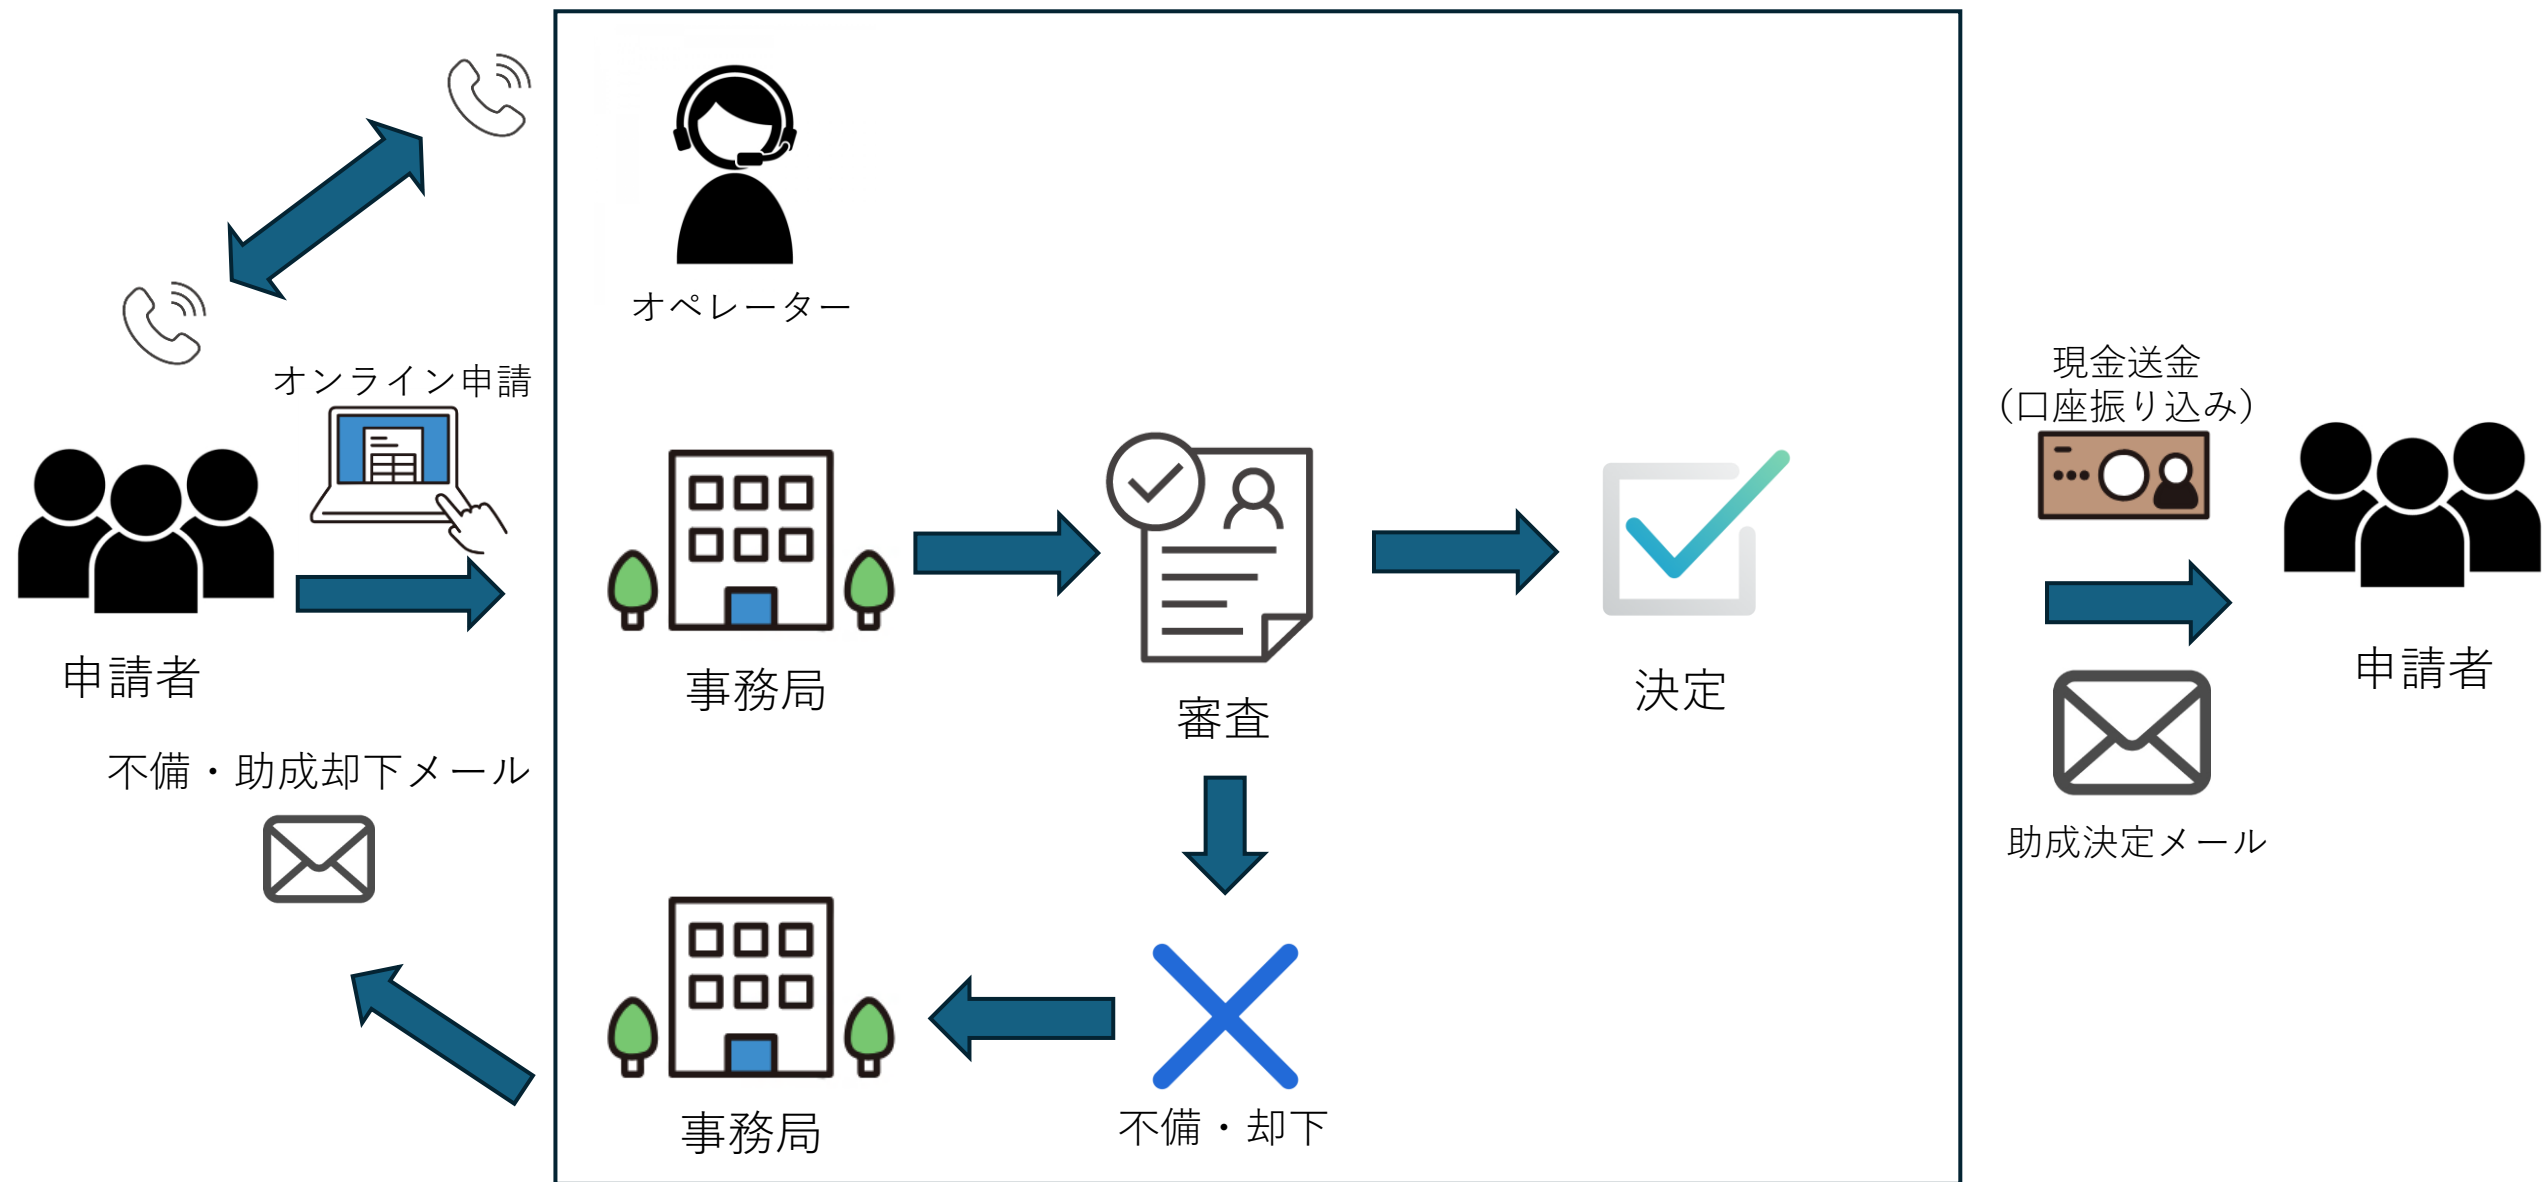 オペレーター
オンライン申請
申請者
事務局
審査
決定
現金送金
（口座振り込み）
申請者
助成決定メール
不備・助成却下メール
事務局
不備・却下